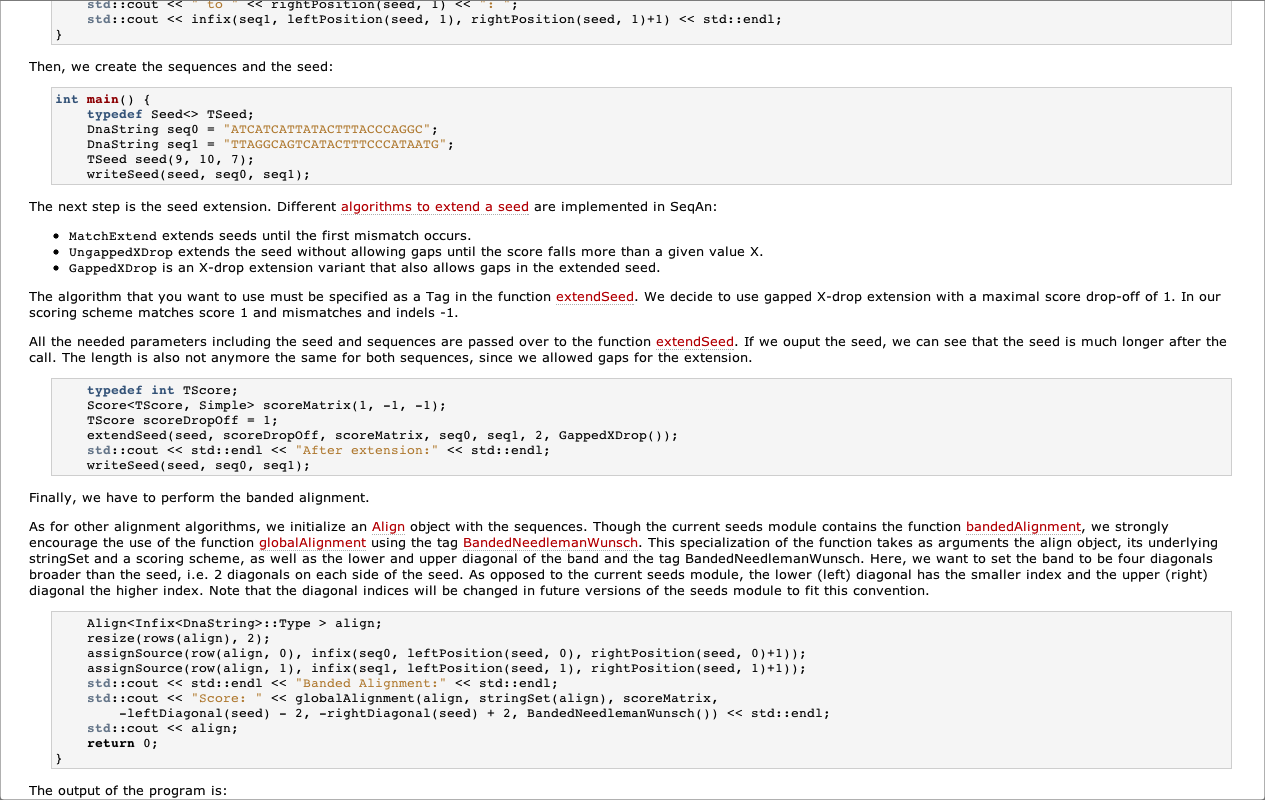 std::cout << " to " << rightPosition(seed, 1) << ": ";
std::cout << infix(seq1, leftPosition(seed, 1), rightPosition(seed, 1)+1) << std::endl;
}
Then, we create the sequences and the seed:
int main() {
typedef Seed<> TSeed;
DnaString seq0 = "ATCATCATTATACTTTACCCAGGC";
DnaString seq1 = "TTAGGCAGTCATACTTTCCCATAATG";
TSeed seed(9, 10, 7);
writeSeed(seed, seq0, seq1);
The next step is the seed extension. Different algorithms to extend a seed are implemented in SeqAn:
• MatchExtend extends seeds until the first mismatch occurs.
• UngappedXDrop extends the seed without allowing gaps until the score falls more than a given value X.
• GappedXDrop is an X-drop extension variant that also allows gaps in the extended seed.
The algorithm that you want to use must be specified as a Tag in the function extendSeed. We decide to use gapped X-drop extension with a maximal score drop-off of 1. In our
scoring scheme matches score 1 and mismatches and indels -1.
All the needed parameters including the seed and sequences are passed over to the function extendSeed. If we ouput the seed, we can see that the seed is much longer after the
call. The length is also not anymore the same for both sequences, since we allowed gaps for the extension.
typedef int TScore;
Score<TScore, Simple> scoreMatrix(1, -1, -1);
TScore scoreDropOff = 1;
extendSeed(seed, scoreDropOff, scoreMatrix, seq0, seq1, 2, GappedXDrop());
std::cout << std::endl << "After extension:" << std::endl;
writeSeed(seed, seq0, seq1);
Finally, we have to perform the banded alignment.
As for other alignment algorithms, we initialize an Align object with the sequences. Though the current seeds module contains the function bandedAlignment, we strongly
encourage the use of the function globalAlignment using the tag BandedNeedlemanWunsch. This specialization of the function takes as arguments the align object, its underlying
stringSet and a scoring scheme, as well as the lower and upper diagonal of the band and the tag BandedNeedlemanWunsch. Here, we want to set the band to be four diagonals
broader than the seed, i.e. 2 diagonals on each side of the seed. As opposed to the current seeds module, the lower (left) diagonal has the smaller index and the upper (right)
diagonal the higher index. Note that the diagonal indices will be changed in future versions of the seeds module to fit this convention.
Align<Infix<DnaString>::Type > align;
resize(rows(align), 2);
assignSource(row(align, 0), infix(seq0, leftPosition(seed, 0), rightPosition(seed, 0)+1));
assignSource(row(align, 1), infix(seq1, leftPosition(seed, 1), rightPosition(seed, 1)+1));
std::cout << std::endl << "Banded Alignment:" << std::endl;
std::cout << "Score: " << globalAlignment(align, stringSet(align), scoreMatrix,
-leftDiagonal(seed) - 2, -rightDiagonal(seed) + 2, BandedNeedlemanWunsch()) << std::endl;
std::cout << align;
return 0;
}
The output of the program is: